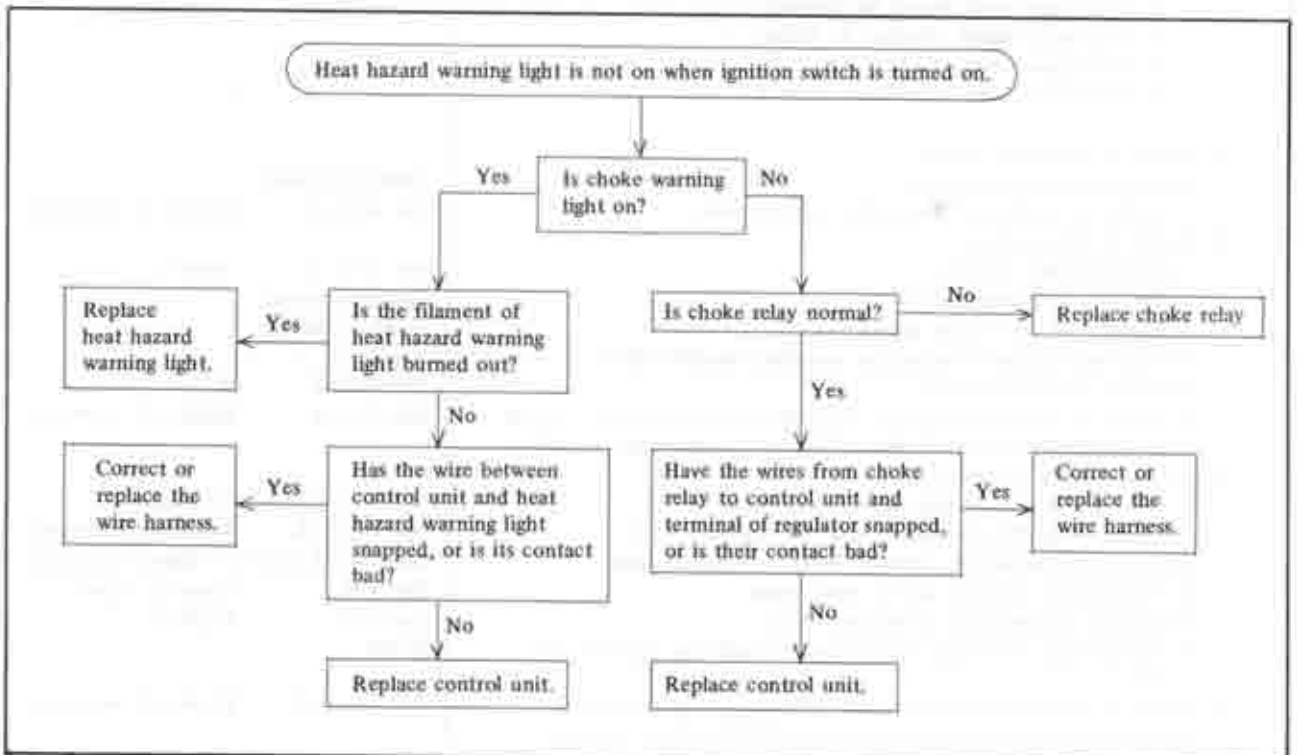 Heat hazard warning light is not on when ignition switch is turned on.
Yes
Is choke warning
light on?
No
Replace
heat hazard
warning light.
Yes
Is the filament of
heat hazard warning
light burned out?
Is choke relay normal?
No
Replace choke relay
No
Yes
Correct or
replace the
wire harness.
Yes
Has the wire between
control unit and heat
hazard warning light
snapped, or is its contact
bad?
Have the wires from choke
relay to control unit and
terminal of regulator snapped,
or is their contact bad?
Yes
Correct or
replace the
wire harness.
No
No
Replace control unit.
Replace control unit.